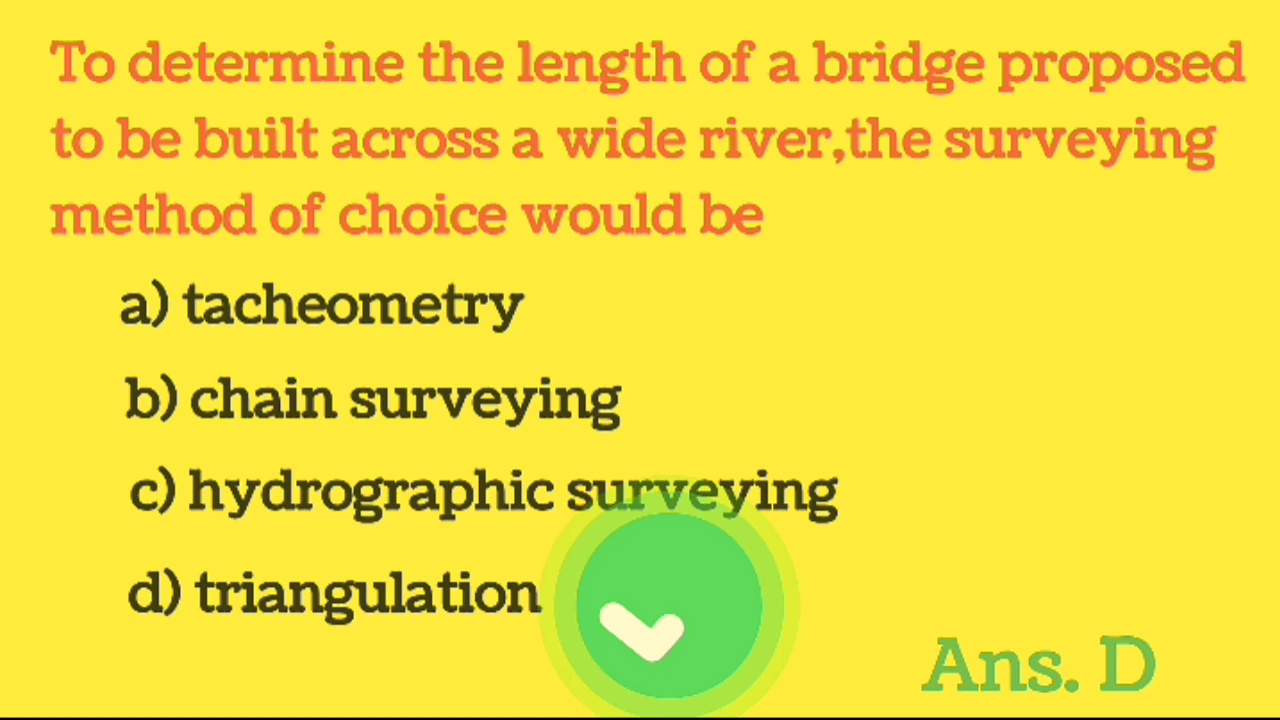 To determine the length of a bridge proposed
to be built across a wide river,the surveying
method of choice would be
a) tacheometry
b) chain surveying
c) hydrographic surveying
d) triangulation
Ans. D